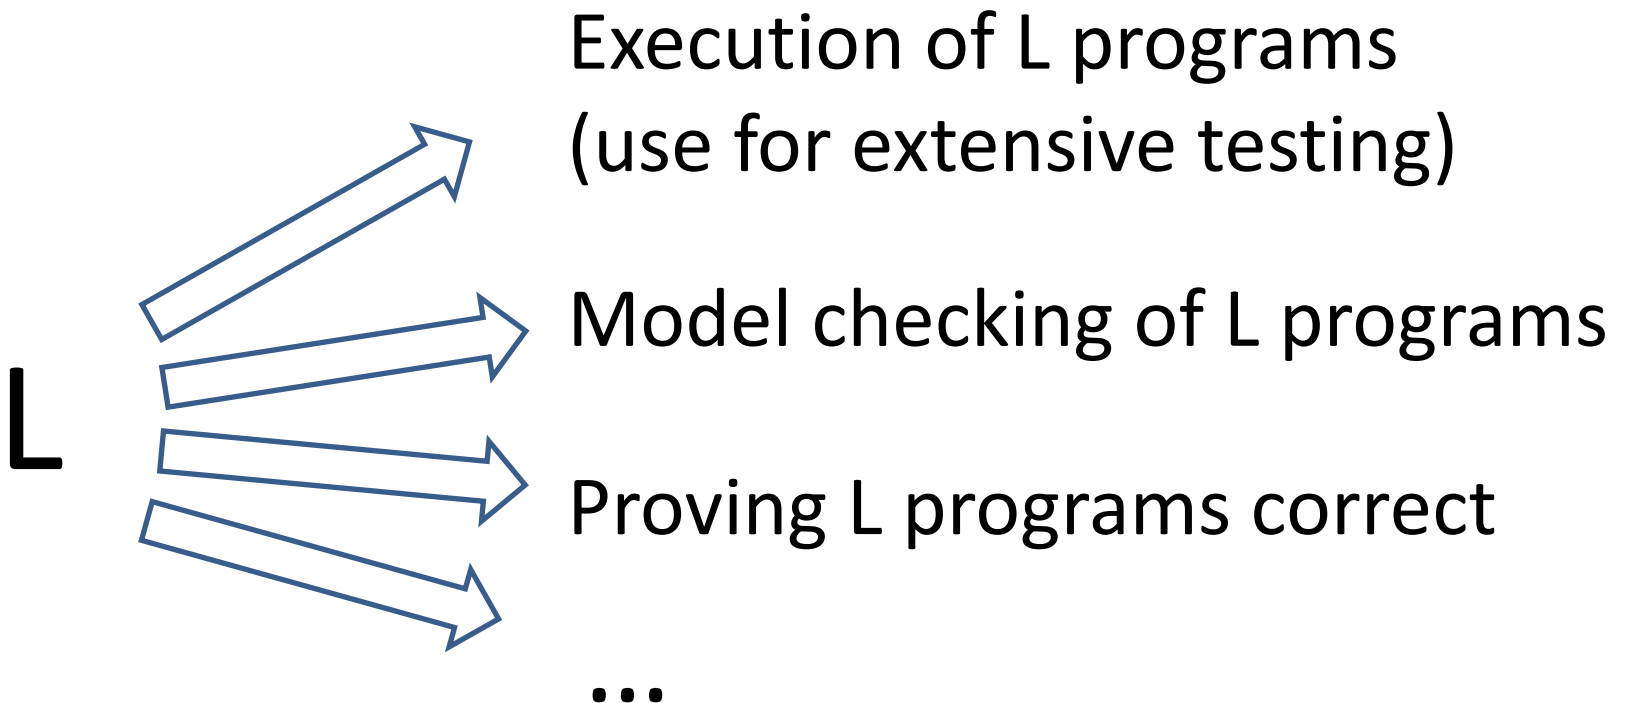 Execution of L programs
(use for extensive testing)
Model checking of L programs
L
Proving L programs correct
...